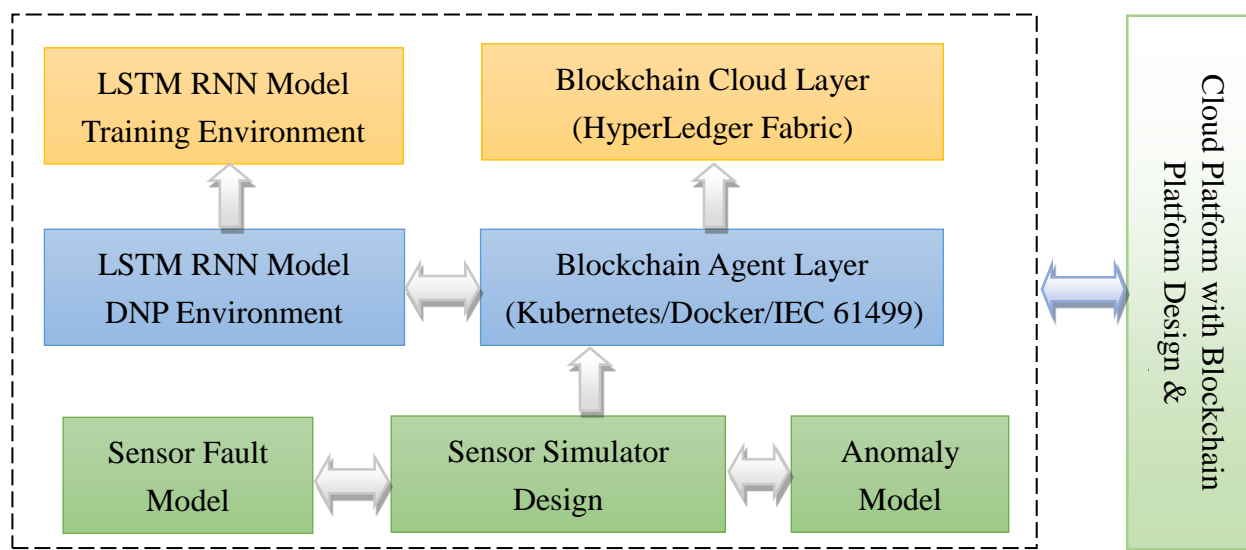 LSTM RNN Model
Training Environment
Blockchain Cloud Layer
(HyperLedger Fabric)
LSTM RNN Model
DNP Environment
Blockchain Agent Layer
(Kubernetes/Docker/IEC 61499)
Sensor Fault
Model
Sensor Simulator
Design
Anomaly
Model
Cloud Platform with Blockchain
Platform Design &